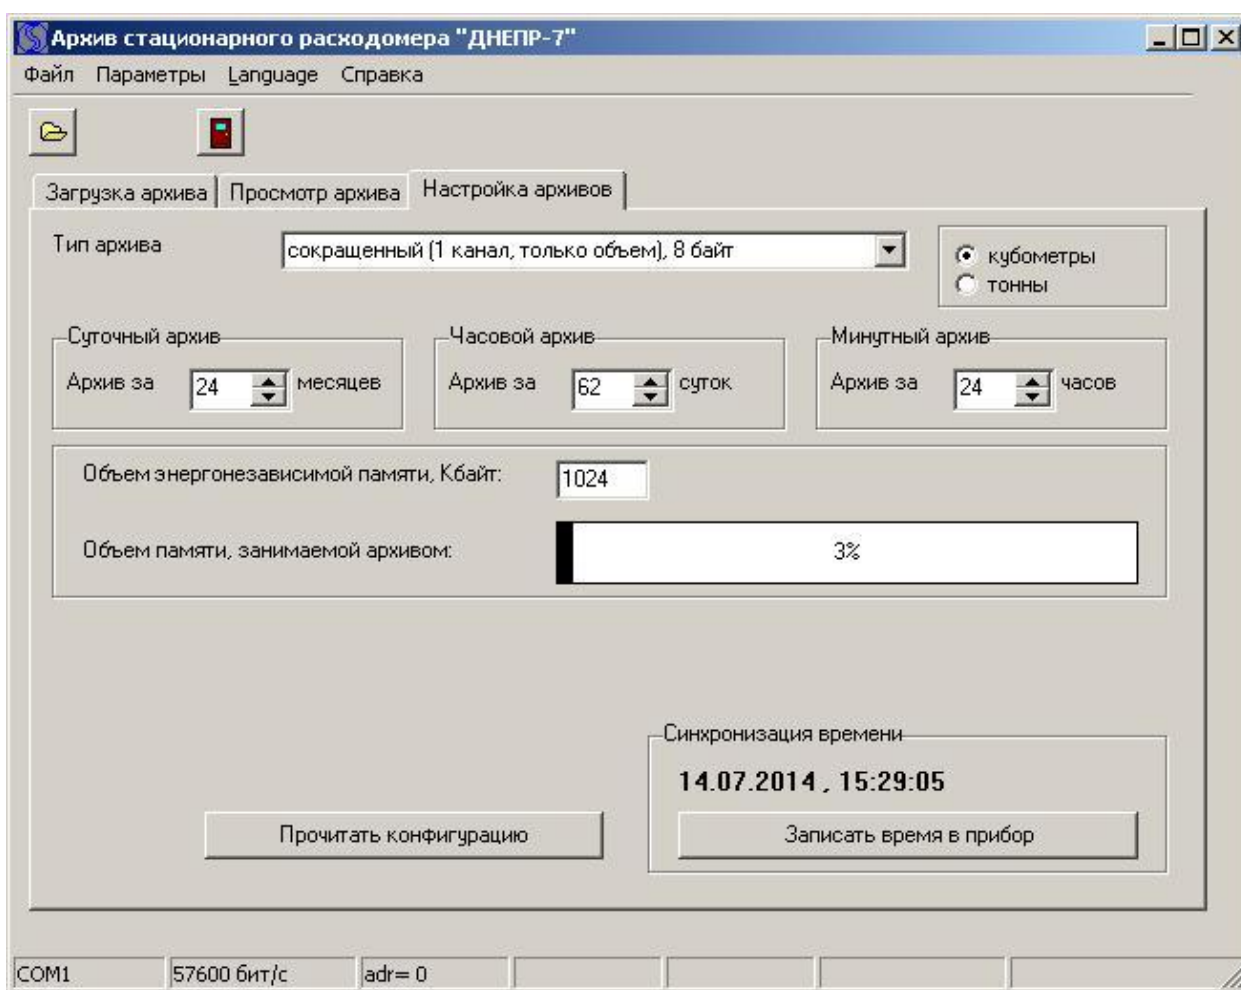 Архив стационарного расходомера "ДНЕПР-7"
Файл Параметры Language Справка
Загрузка архива Просмотр архива Настройка архивов
Тип архива сокращенный (1 канал, только объем), 8 байт
кубометры
тонны
Суточный архив Часовой архив Минутный архив
Архив за 24 месяцев Архив за 62 суток Архив за 24 часов
Объем энергонезависимой памяти, Кбайт: 1024
Объем памяти, занимаемой архивом: 3%
Синхронизация времени
14.07.2014 , 15:29:05
Прочитать конфигурацию Записать время в прибор
COM1 57600 бит/с adr= 0